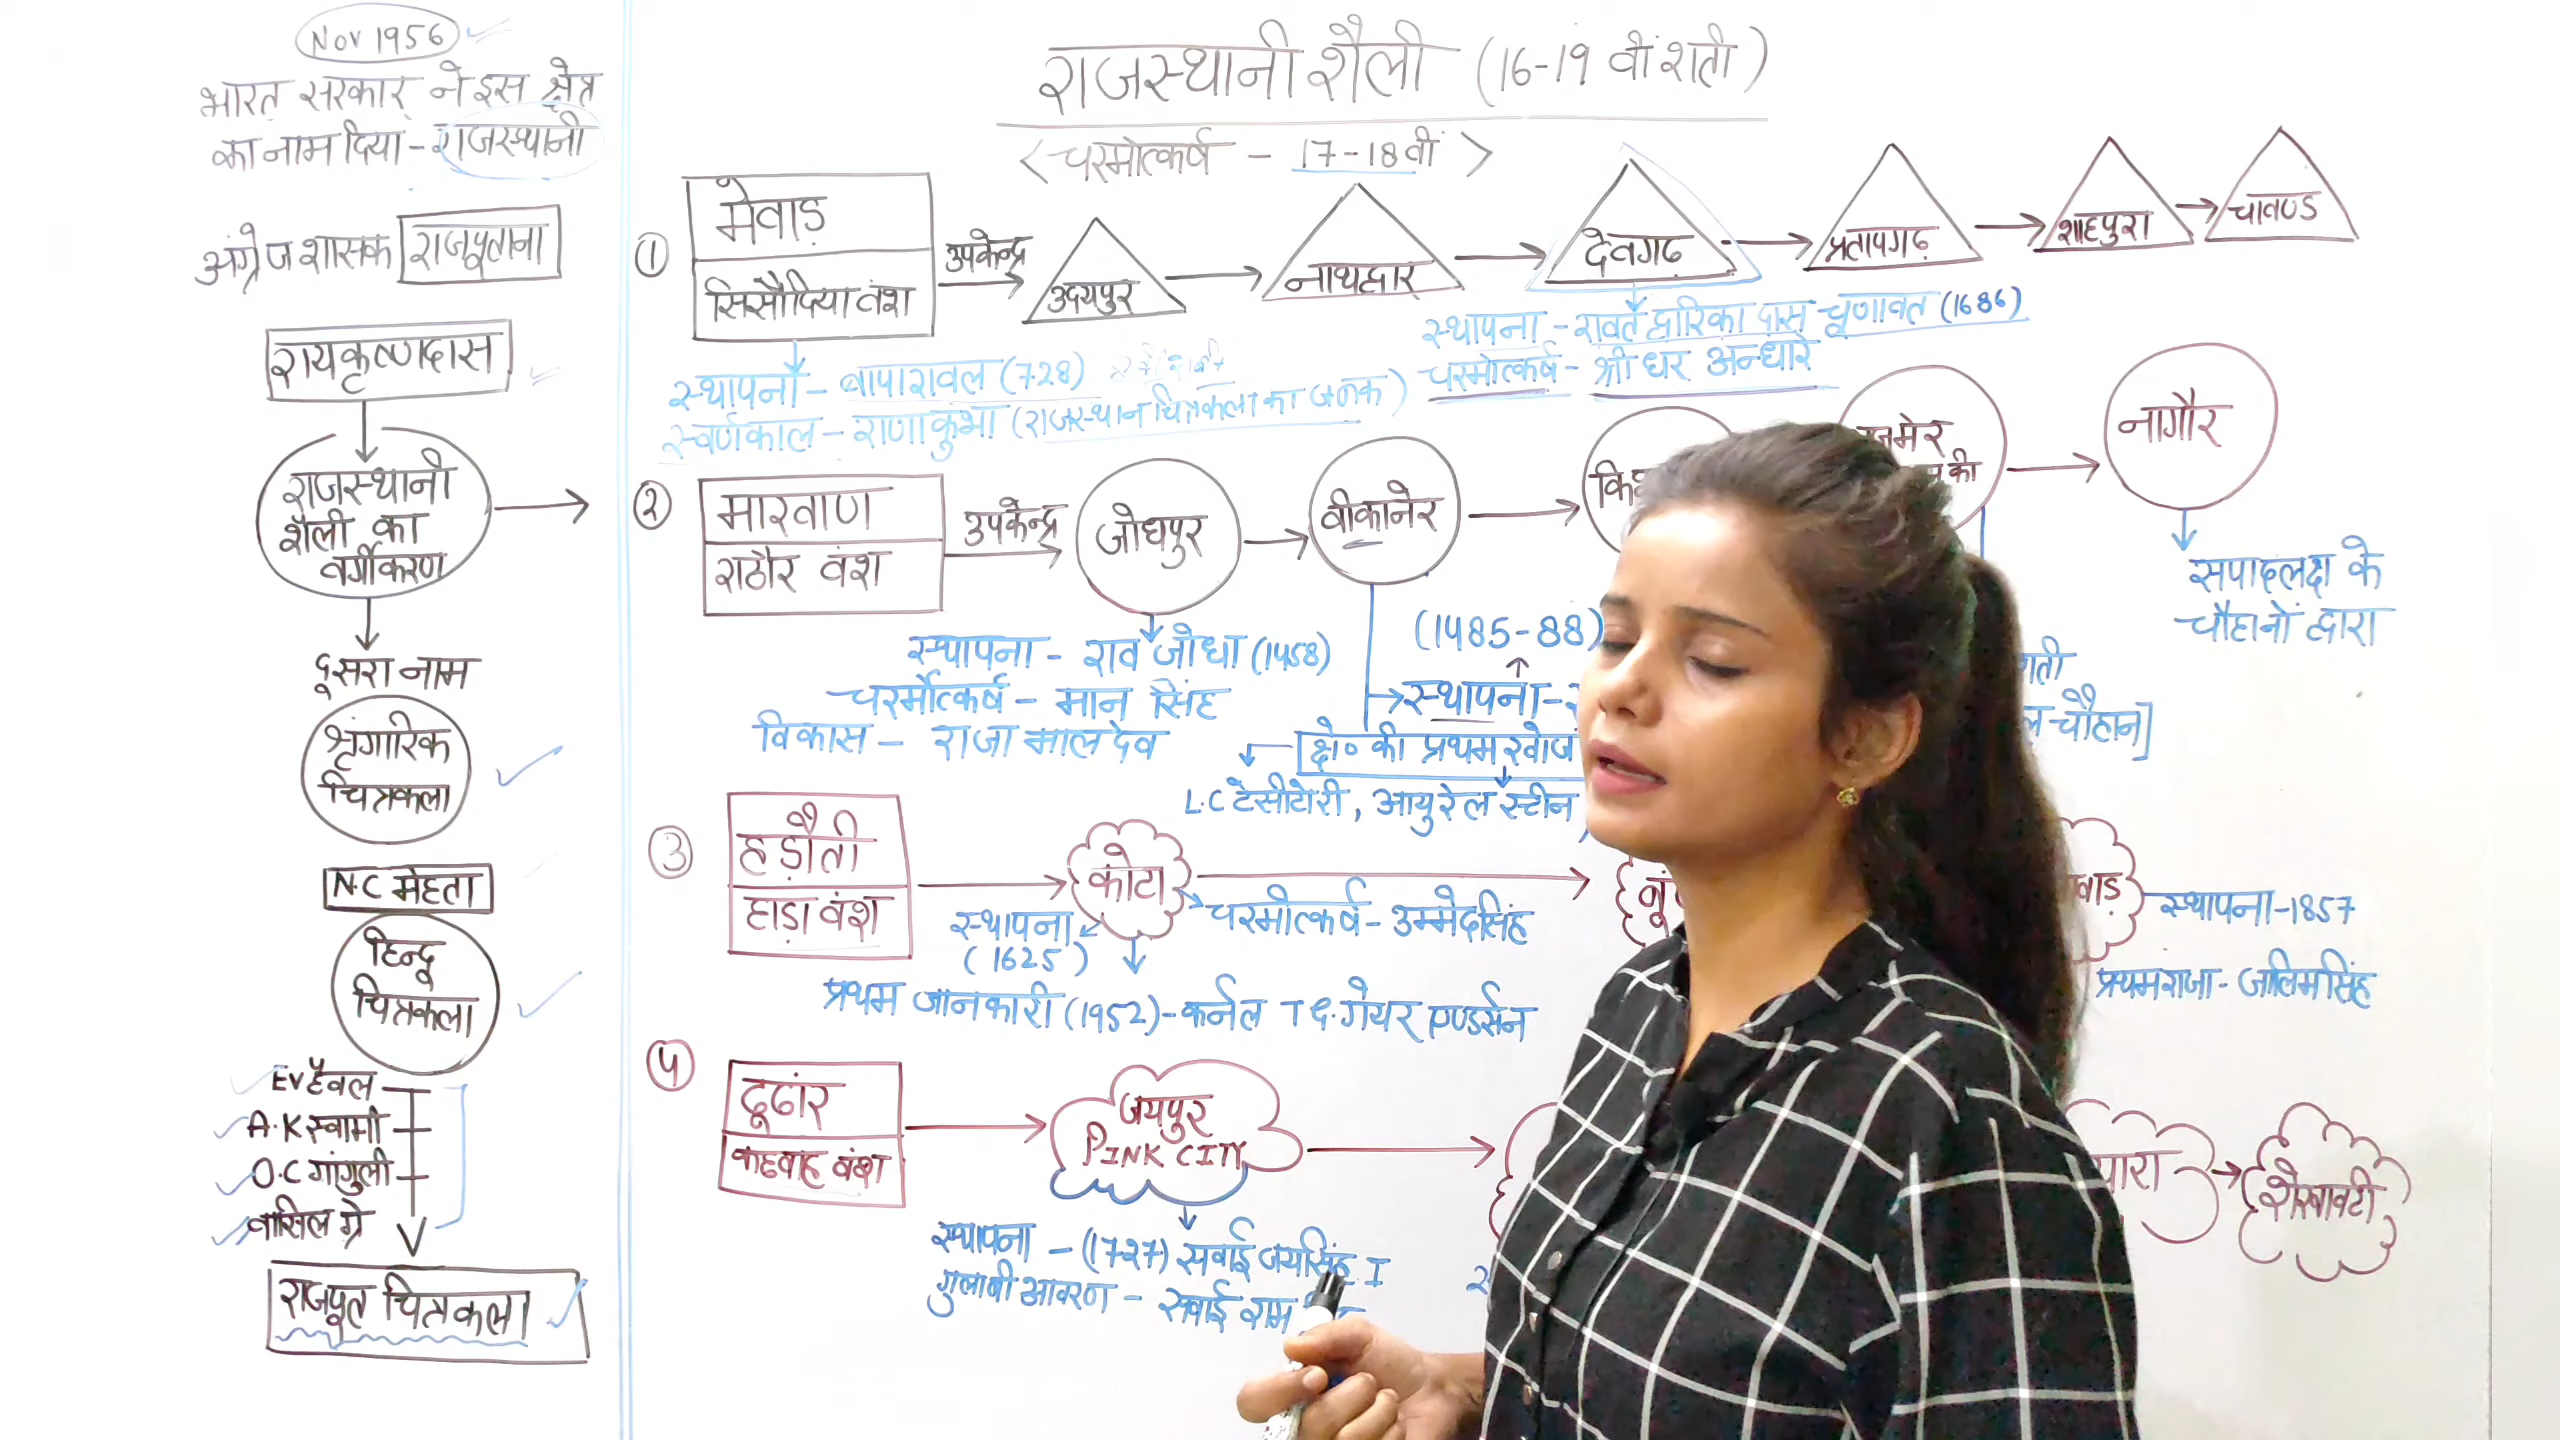 Nov 1956
भारत सरकार ने इस क्षेत्र
का नाम दिया - राजस्थानी
अंग्रेज शासक राजपूताना
रायकृष्णदास
राजस्थानी
शैली का
वर्गीकरण
दूसरा नाम
श्रृंगारिक
चित्रकला
N.C मेहता
हिन्दू
चित्रकला
EV हैवल
A.K स्वामी
O.C गांगुली
वासिल ग्रे
राजपूत चित्रकला
राजस्थानी शैली (16-19 वीं शती)
<चरमोत्कर्ष - 17-18वीं>
① मेवाड़
सिसौदिया वंश
उपकेन्द्र
उदयपुर
नाथद्वार
देवगढ़
प्रतापगढ़
शाहपुरा
चावण्ड
स्थापना - बापारावल (728)
स्वर्णकाल - राणाकुंभा (राजस्थान चित्रकला का जनक)
स्थापना - रावत द्वारिका दास चूणावत (1686)
चरमोत्कर्ष - श्री धर अन्धारे
② मारवाण
राठौर वंश
उपकेन्द्र
जोधपुर
बीकानेर
नागौर
स्थापना - राव जोधा (1458)
चरर्मोत्कर्ष - मान सिंह
विकास - राजा मालदेव
(1485-88)
स्थापना -
क्षे० की प्रथम खोज
L.C टेसीटोरी, आयुरेल स्टीन
चौहान]
सपादलक्ष के
चौहानों द्वारा
③ हड़ौती
हाड़ा वंश
कोटा
स्थापना
(1625)
चरमोत्कर्ष - उम्मेदसिंह
प्रथम जानकारी (1952) - कर्नल T G. गेयर एण्डर्सन
स्थापना - 1857
प्रथम राजा - जालिमसिंह
④ ढूढांर
कछवाह वंश
जयपुर
PINK CITY
शेखावटी
स्थापना - (1727) सवाई जयसिंह I
गुलाबी आवरण - सवाई राम